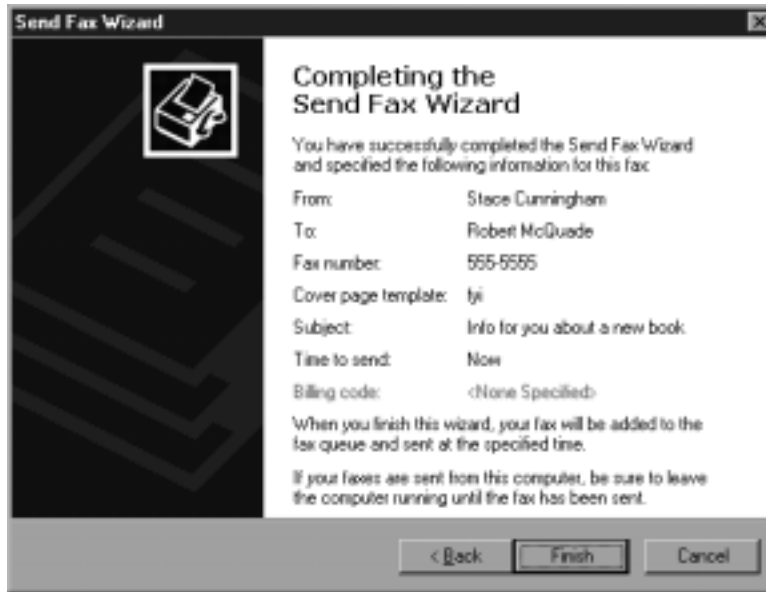 Send Fax Wizard
Completing the
Send Fax Wizard
You have successfully completed the Send Fax Wizard
and specified the following information for this fax:
From: Stace Cunningham
To: Robert McQuade
Fax number: 555-5555
Cover page template: fyi
Subject: Info for you about a new book
Time to send: Now
Billing code: <None Specified>
When you finish this wizard, your fax will be added to the
fax queue and sent at the specified time.
If your faxes are sent from this computer, be sure to leave
the computer running until the fax has been sent.
< Back Finish Cancel